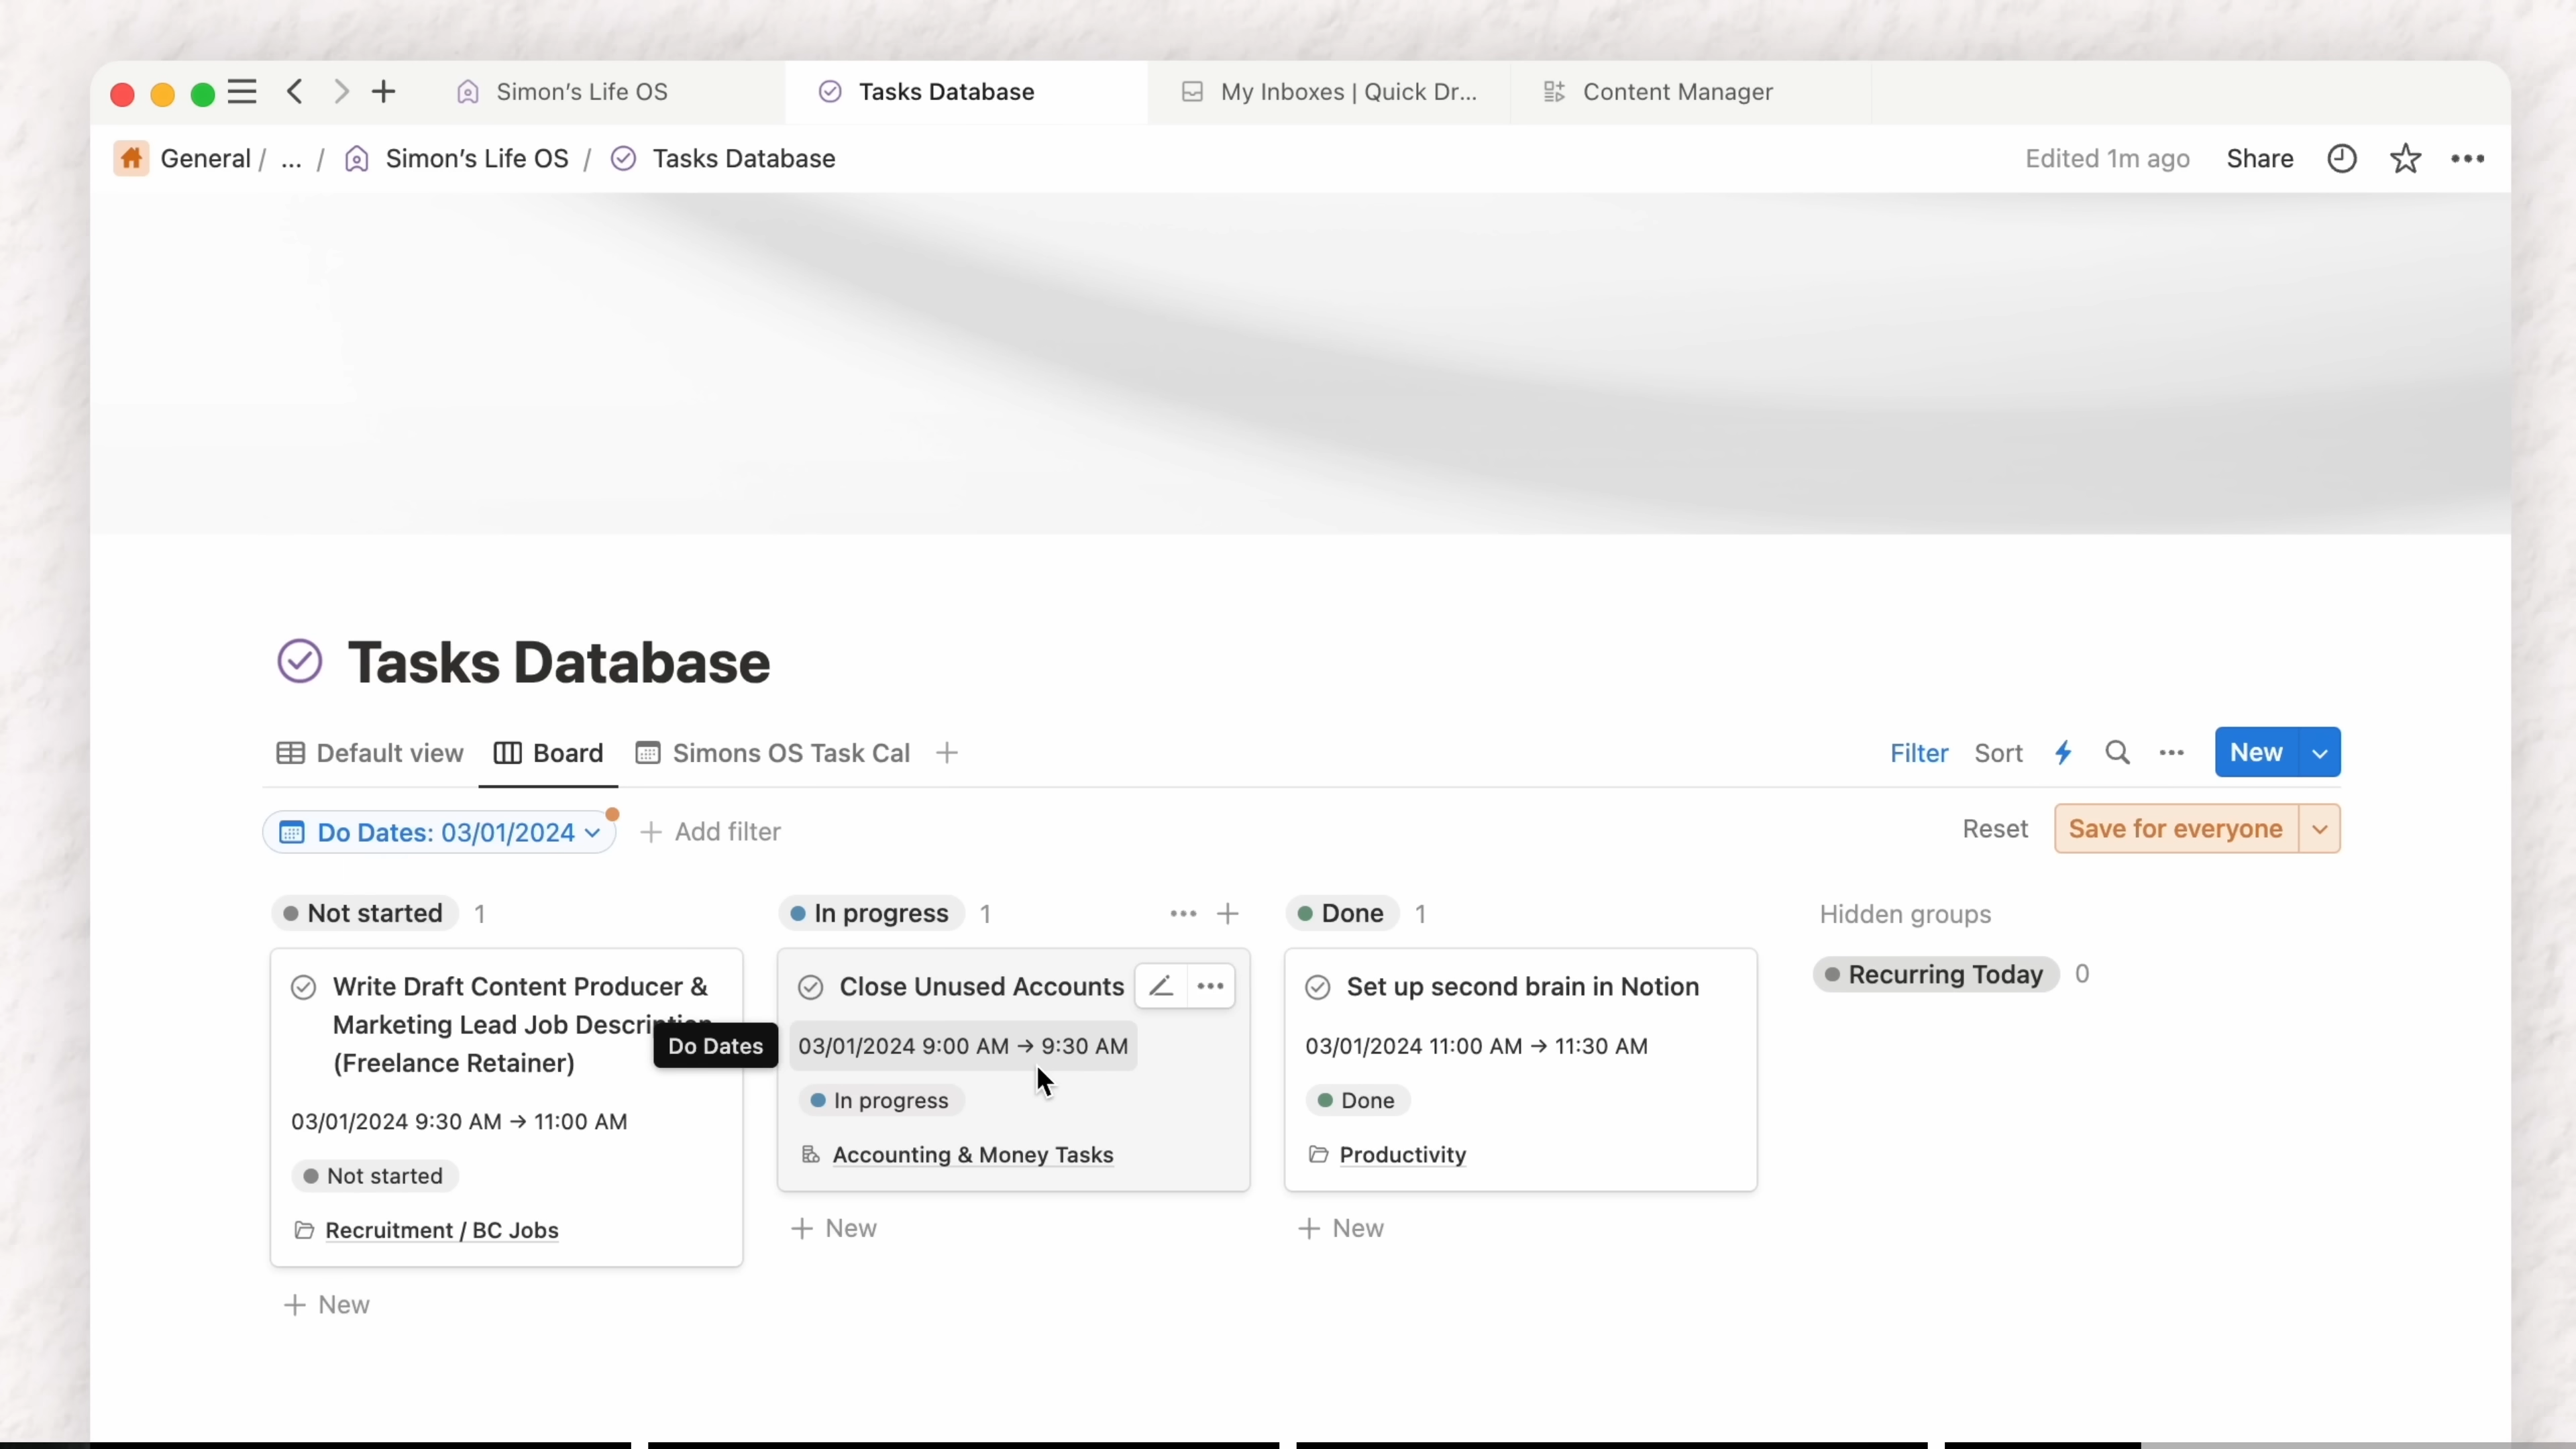 Simon's Life OS
Tasks Database
My Inboxes | Quick Dr...
Content Manager
General / ... / Simon's Life OS / Tasks Database
Edited 1m ago Share
Tasks Database
Default view Board Simons OS Task Cal
Filter Sort New
Do Dates: 03/01/2024 Add filter
Reset Save for everyone
Not started 1
Write Draft Content Producer &
Marketing Lead Job Description
(Freelance Retainer)
03/01/2024 9:30 AM → 11:00 AM
Not started
Recruitment / BC Jobs
+ New
In progress 1
Close Unused Accounts
Do Dates
03/01/2024 9:00 AM → 9:30 AM
In progress
Accounting & Money Tasks
+ New
Done 1
Set up second brain in Notion
03/01/2024 11:00 AM → 11:30 AM
Done
Productivity
+ New
Hidden groups
Recurring Today 0